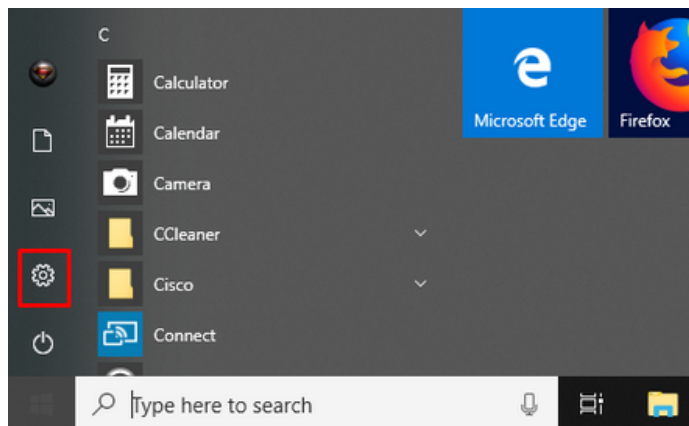 C
Calculator
Calendar
Camera
CCleaner
Cisco
Connect
Microsoft Edge
Firefox
Type here to search